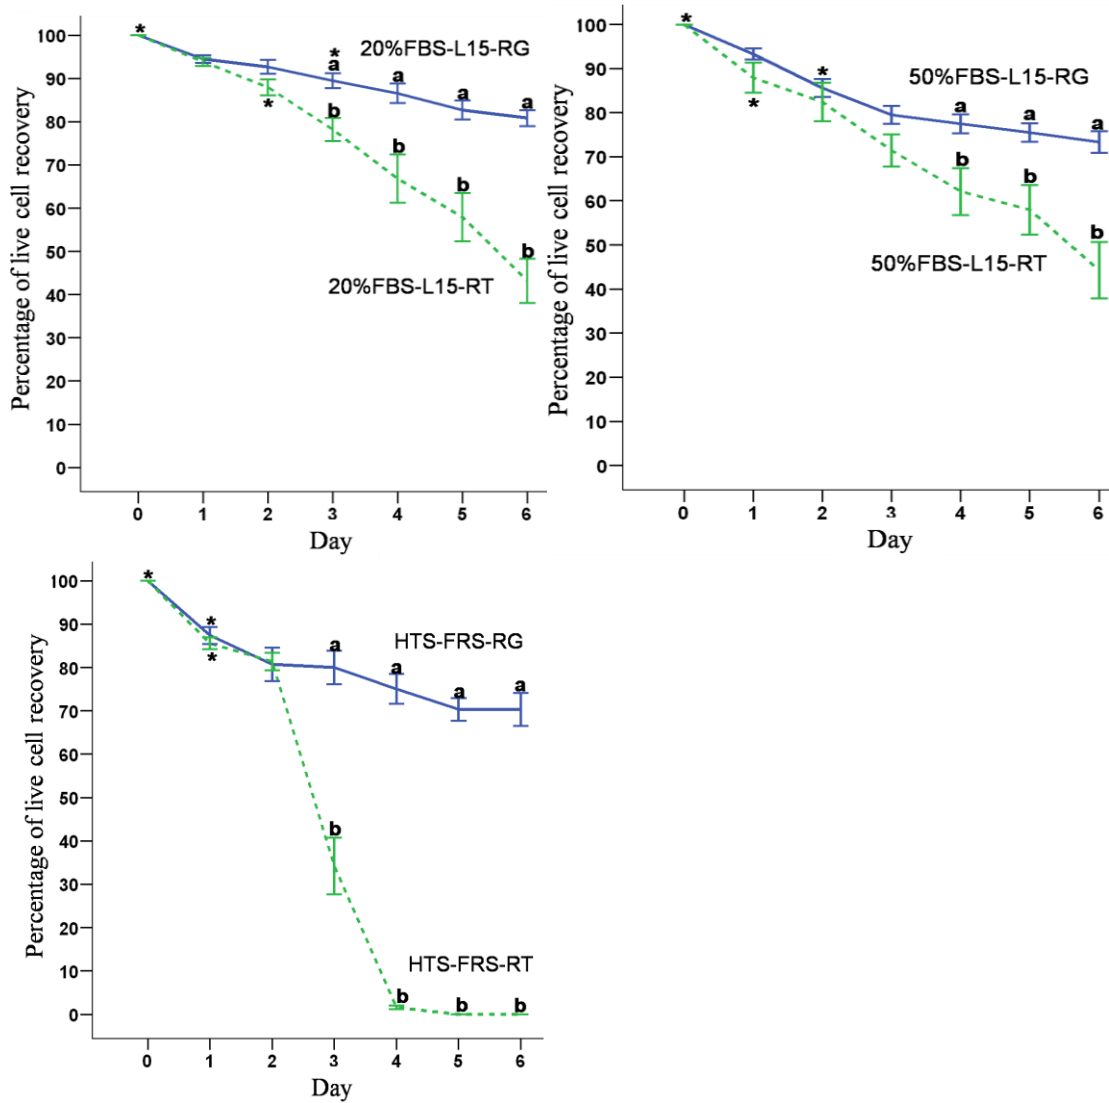 Percentage of live cell recovery
100
90
80
70
60
50
40
30
20
10
0
*
*
a
a
a
a
*
b
b
b
b
20%FBS-L15-RG
20%FBS-L15-RT
0 1 2 3 4 5 6
Day
Percentage of live cell recovery
100
90
80
70
60
50
40
30
20
10
0
*
*
*
a
a
a
b
b
b
50%FBS-L15-RG
50%FBS-L15-RT
0 1 2 3 4 5 6
Day
Percentage of live cell recovery
100
90
80
70
60
50
40
30
20
10
0
*
*
*
a
a
a
a
b
b
b
b
HTS-FRS-RG
HTS-FRS-RT
0 1 2 3 4 5 6
Day